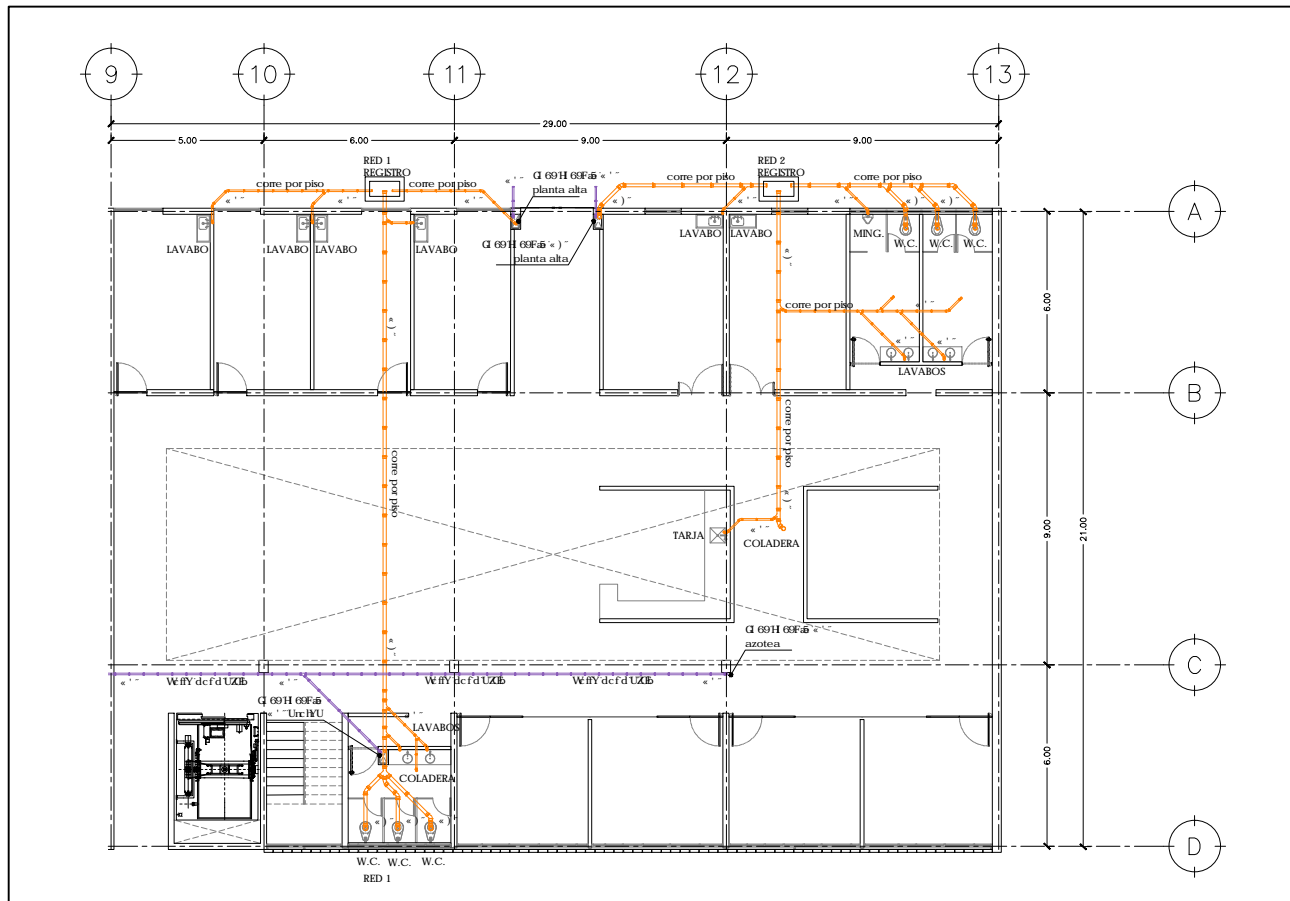 9
10
11
12
13
29.00
5.00
6.00
9.00
9.00
RED 1
REGISTRO
RED 2
REGISTRO
corre por piso
corre por piso
planta alta
corre por piso
corre por piso
A
LAVABO
LAVABO
LAVABO
LAVABO
LAVABO
LAVABO
MING.
W.C.
W.C.
W.C.
planta alta
6.00
corre por piso
LAVABOS
B
corre por piso
corre por piso
9.00
21.00
TARJA
COLADERA
azotea
C
LAVABOS
COLADERA
6.00
W.C.
W.C.
W.C.
RED 1
D